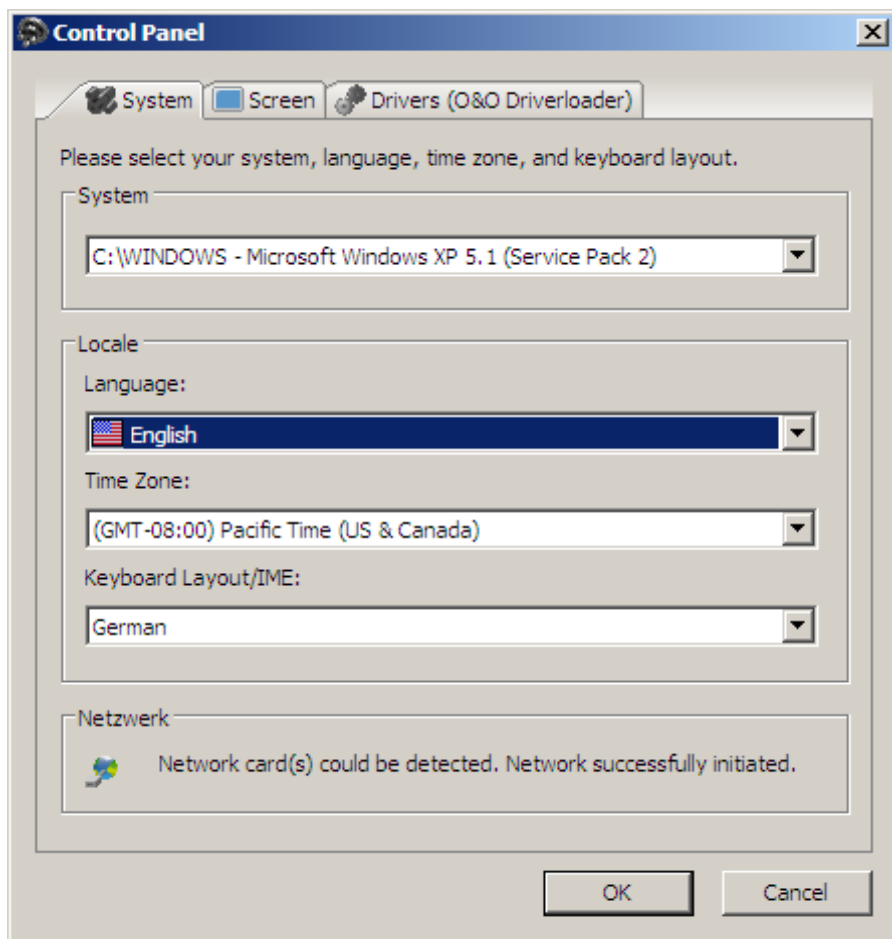 Control Panel
System
Screen
Drivers (O&O Driverloader)
Please select your system, language, time zone, and keyboard layout.
System
C:\WINDOWS - Microsoft Windows XP 5.1 (Service Pack 2)
Locale
Language:
English
Time Zone:
(GMT-08:00) Pacific Time (US & Canada)
Keyboard Layout/IME:
German
Netzwerk
Network card(s) could be detected. Network successfully initiated.
OK
Cancel